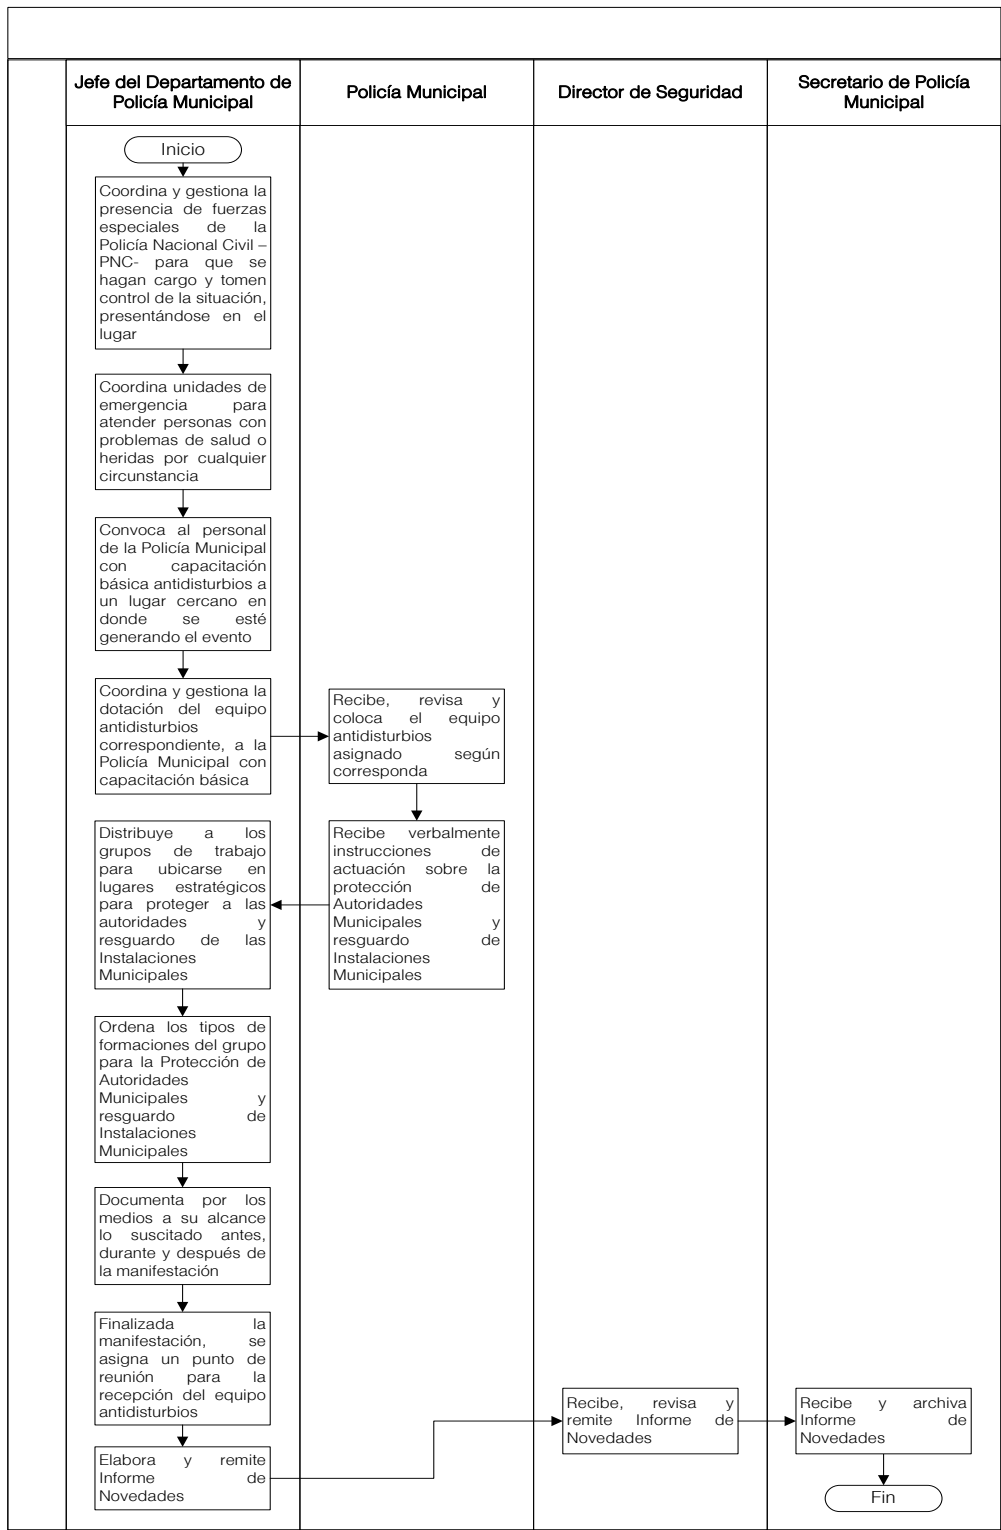 Jefe del Departamento de
Policía Municipal
Policía Municipal
Director de Seguridad
Secretario de Policía
Municipal
Inicio
Coordina y gestiona la
presencia de fuerzas
especiales de la
Policía Nacional Civil –
PNC- para que se
hagan cargo y tomen
control de la situación,
presentándose en el
lugar
Coordina unidades de
emergencia para
atender personas con
problemas de salud o
heridas por cualquier
circunstancia
Convoca al personal
de la Policía Municipal
con capacitación
básica antidisturbios a
un lugar cercano en
donde se esté
generando el evento
Coordina y gestiona la
dotación del equipo
antidisturbios
correspondiente, a la
Policía Municipal con
capacitación básica
Recibe, revisa y
coloca el equipo
antidisturbios
asignado según
corresponda
Recibe verbalmente
instrucciones de
actuación sobre la
protección de
Autoridades
Municipales y
resguardo de
Instalaciones
Municipales
Distribuye a los
grupos de trabajo
para ubicarse en
lugares estratégicos
para proteger a las
autoridades y
resguardo de las
Instalaciones
Municipales
Ordena los tipos de
formaciones del grupo
para la Protección de
Autoridades
Municipales y
resguardo de
Instalaciones
Municipales
Documenta por los
medios a su alcance
lo suscitado antes,
durante y después de
la manifestación
Finalizada la
manifestación, se
asigna un punto de
reunión para la
recepción del equipo
antidisturbios
Elabora y remite
Informe de
Novedades
Recibe, revisa y
remite Informe de
Novedades
Recibe y archiva
Informe de
Novedades
Fin